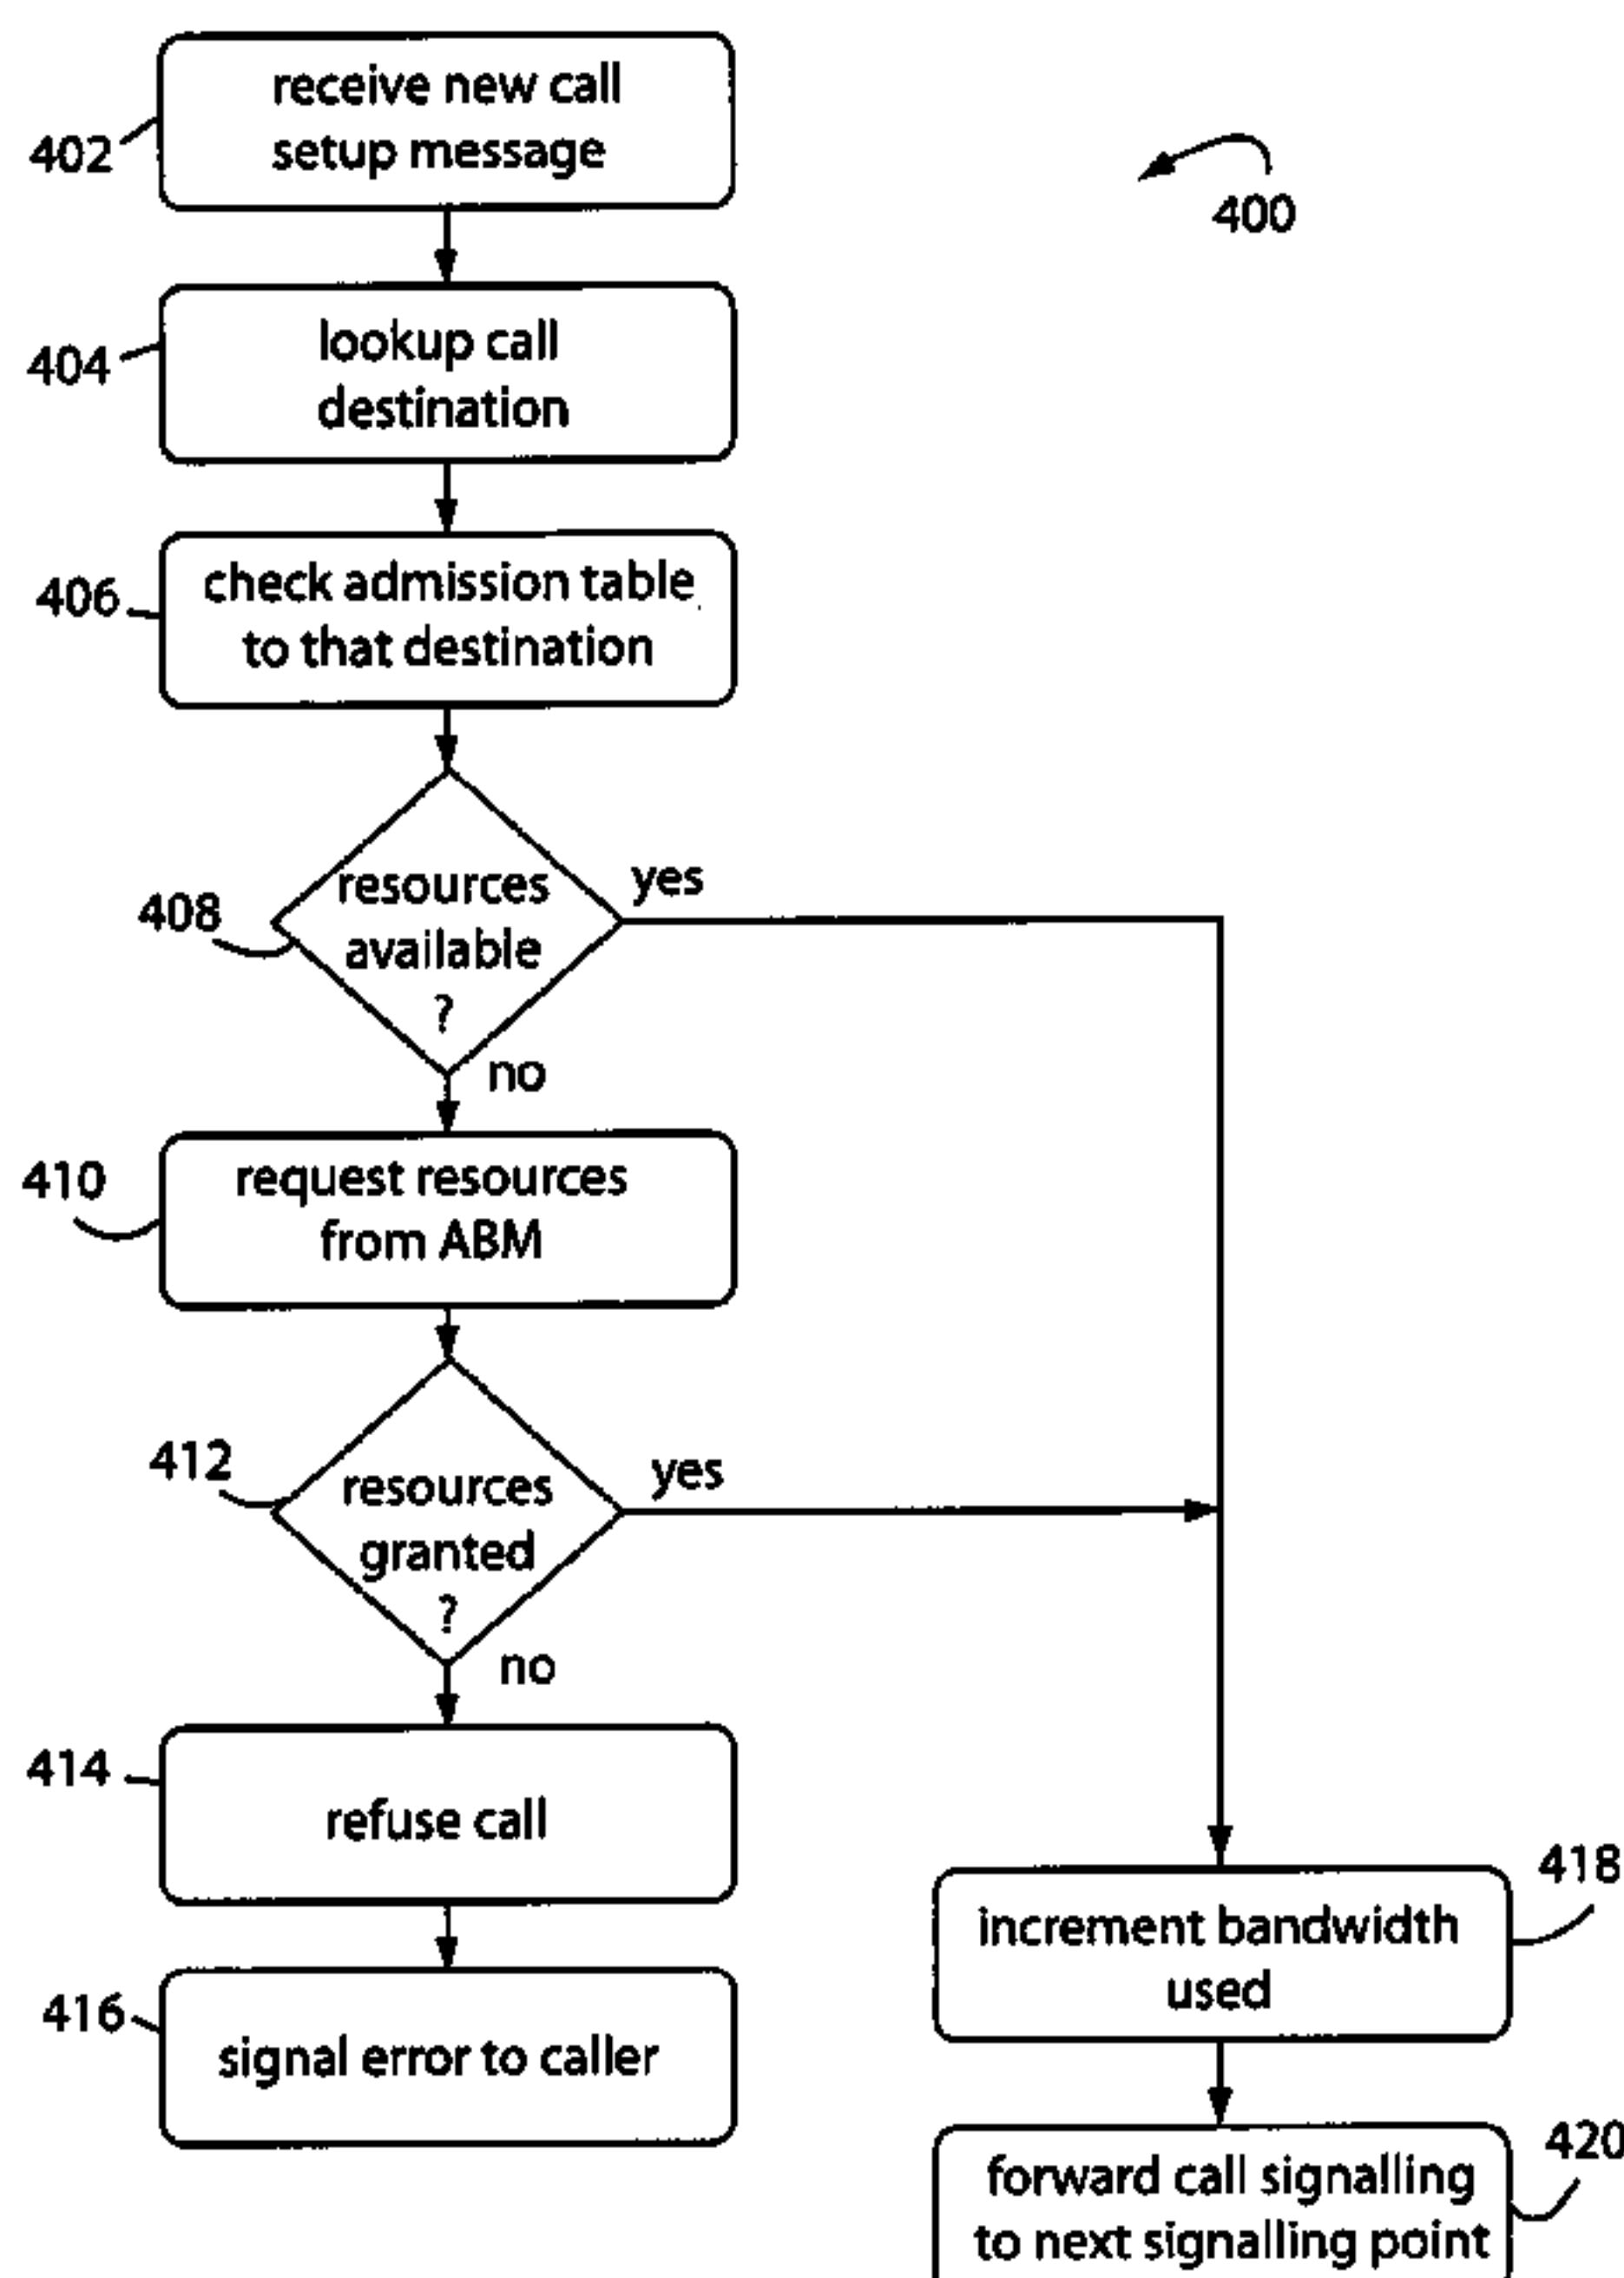 receive new call
setup message
402
400
lookup call
destination
404
check admission table
to that destination
406
resources
available
?
408
yes
no
request resources
from ABM
410
resources
granted
?
412
yes
no
refuse call
414
signal error to caller
416
increment bandwidth
used
418
forward call signalling
to next signalling point
420